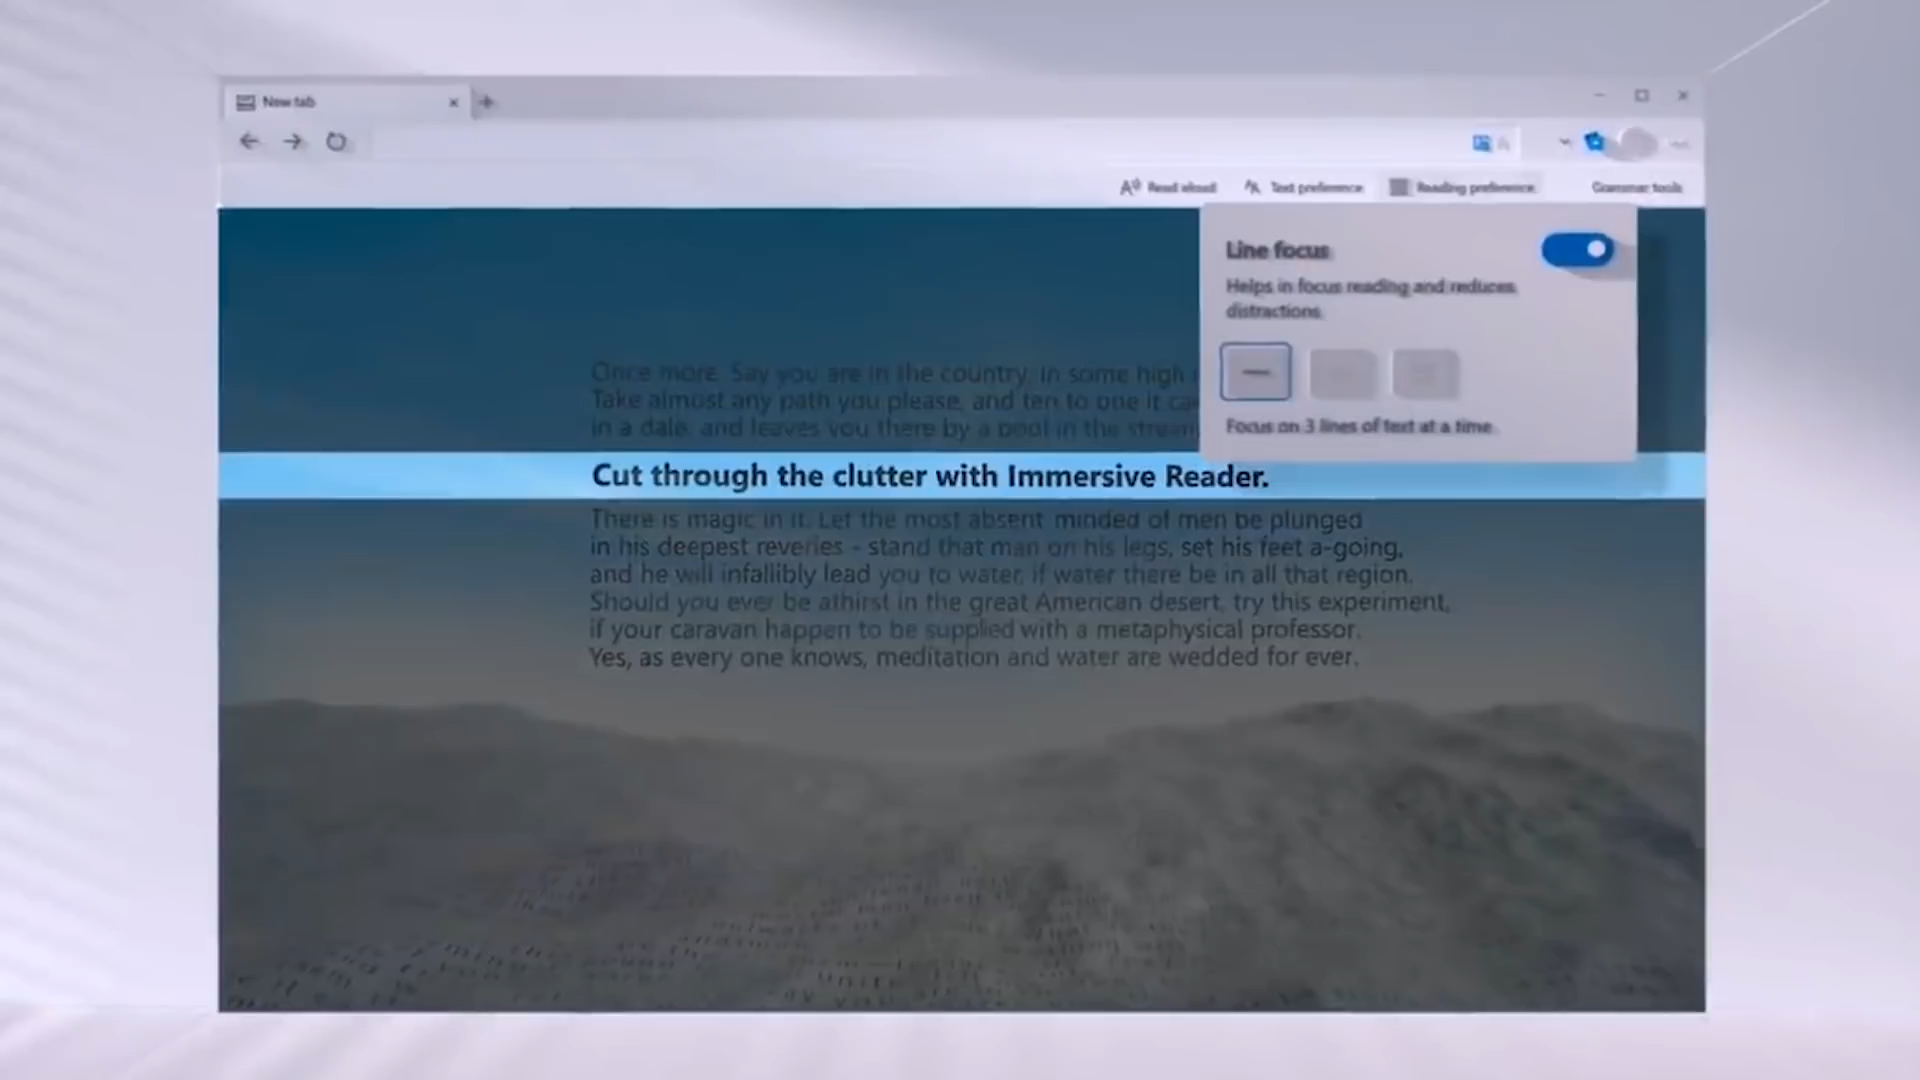 New tab
Read aloud
Text preference
Reading preference
Grammar tools
Line focus
Helps in focus reading and reduces
distractions
Focus on 3 lines of text at a time
Once more. Say you are in the country, in some high
Take almost any path you please, and ten to one it
in a dale, and leaves you there by a pool in the stream
Cut through the clutter with Immersive Reader.
There is magic in it. Let the most absent minded of men be plunged
in his deepest reveries - stand that man on his legs, set his feet a-going,
and he will infallibly lead you to water, if water there be in all that region.
Should you ever be athirst in the great American desert, try this experiment,
if your caravan happen to be supplied with a metaphysical professor.
Yes, as every one knows, meditation and water are wedded for ever.